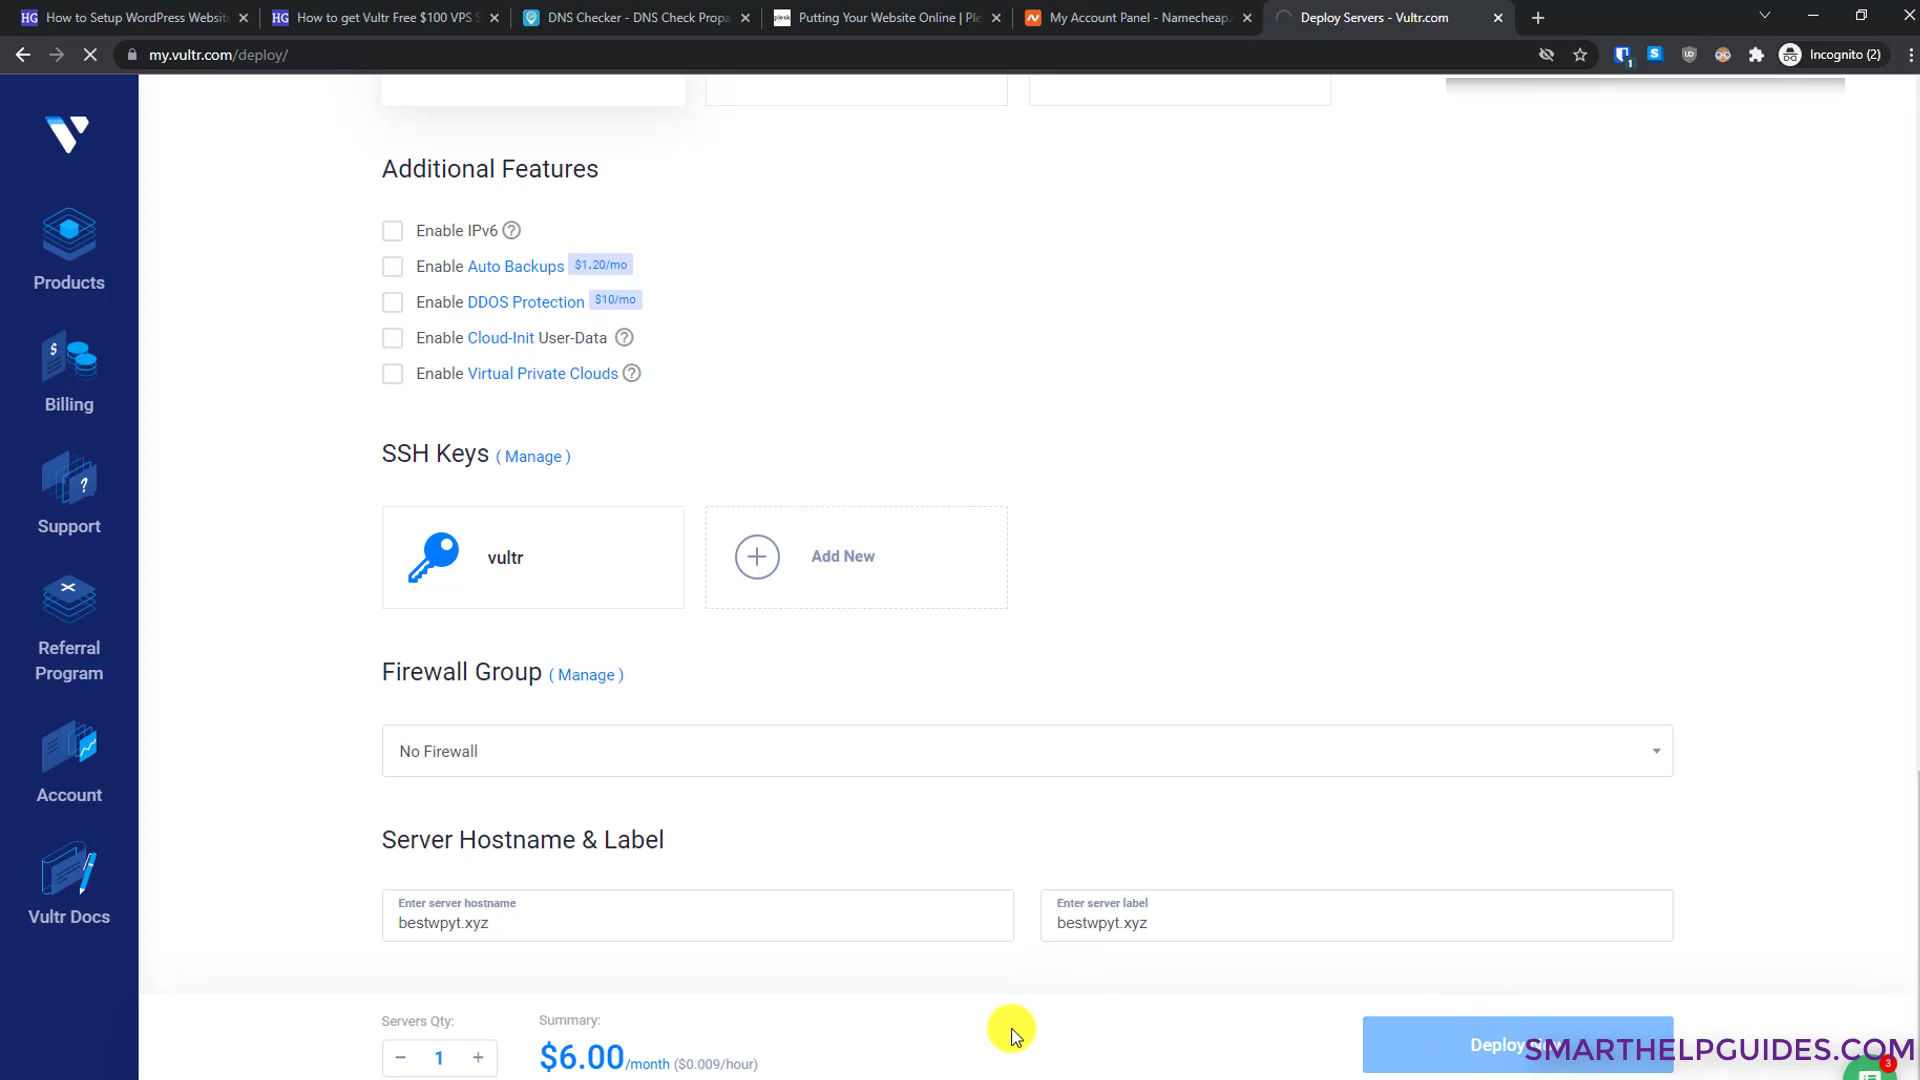 How to Setup WordPress Websit
How to get Vultr Free $100 VPS S
DNS Checker - DNS Check Propa
Putting Your Website Online | Ple
My Account Panel - Namecheap.
Deploy Servers - Vultr.com
my.vultr.com/deploy/
1
Incognito (2)
Products
Billing
Support
Referral
Program
Account
Vultr Docs
Additional Features
Enable IPv6
Enable Auto Backups $1.20/mo
Enable DDOS Protection $10/mo
Enable Cloud-Init User-Data
Enable Virtual Private Clouds
SSH Keys ( Manage )
vultr
Add New
Firewall Group ( Manage )
No Firewall
Server Hostname & Label
Enter server hostname
bestwpyt.xyz
Enter server label
bestwpyt.xyz
Servers Qty:
1
Summary:
$6.00/month ($0.009/hour)
Deploy
SMARTHELPGUIDES.COM
3